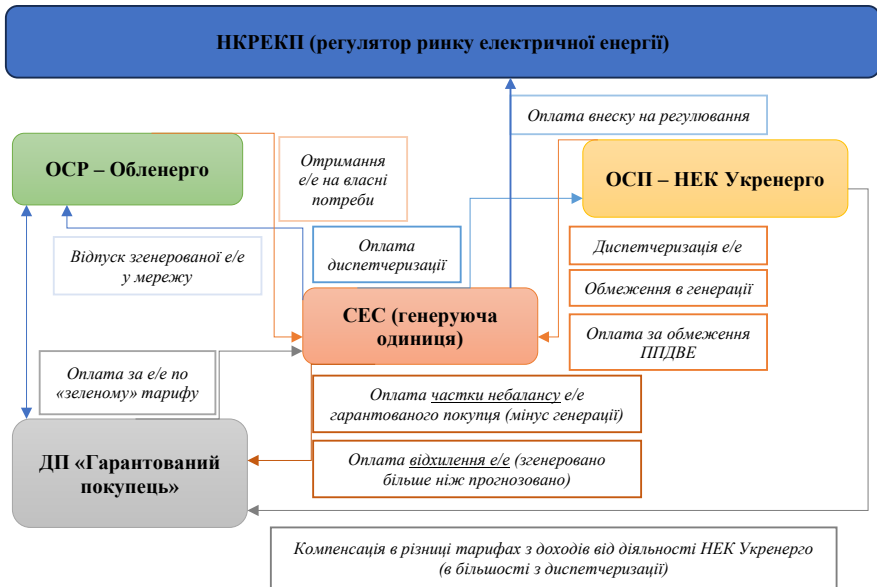 НКРЕКП (регулятор ринку електричної енергії)
Оплата внеску на регулювання
ОСР – Обленерго
Отримання
е/е на власні
потреби
ОСП – НЕК Укренерго
Відпуск згенерованої е/е
у мережу
Оплата
диспетчеризації
Диспетчеризація е/е
Обмеження в генерації
Оплата за обмеження
ППДВЕ
СЕС (генеруюча
одиниця)
Оплата за е/е по
«зеленому» тарифу
Оплата частки небалансу е/е
гарантованого покупця (мінус генерації)
Оплата відхилення е/е (згенеровано
більше ніж прогнозовано)
ДП «Гарантований
покупець»
Компенсація в різниці тарифах з доходів від діяльності НЕК Укренерго
(в більшості з диспетчеризації)